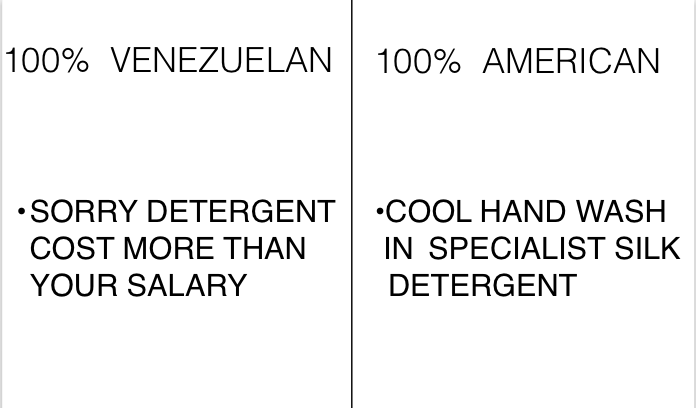 100% VENEZUELAN
•SORRY DETERGENT
COST MORE THAN
YOUR SALARY
100% AMERICAN
•COOL HAND WASH
IN SPECIALIST SILK
DETERGENT